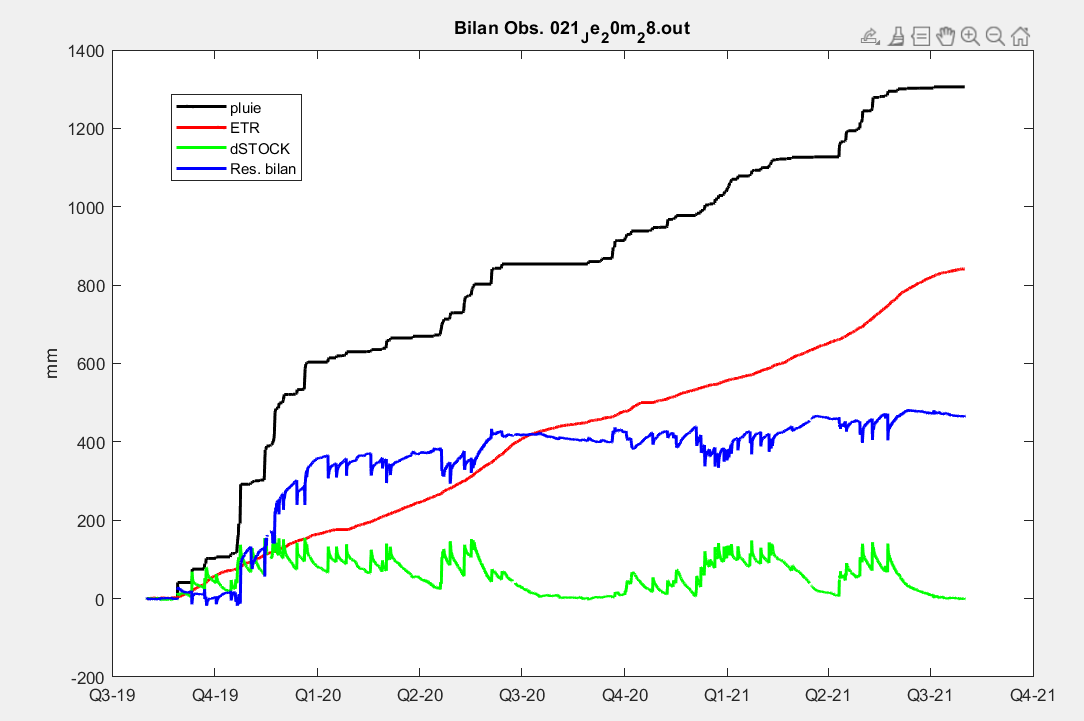 Bilan Obs. 021Je20m28.out
1400
1200
1000
800
600
400
200
0
-200
mm
pluie
ETR
dSTOCK
Res. bilan
Q3-19
Q4-19
Q1-20
Q2-20
Q3-20
Q4-20
Q1-21
Q2-21
Q3-21
Q4-21